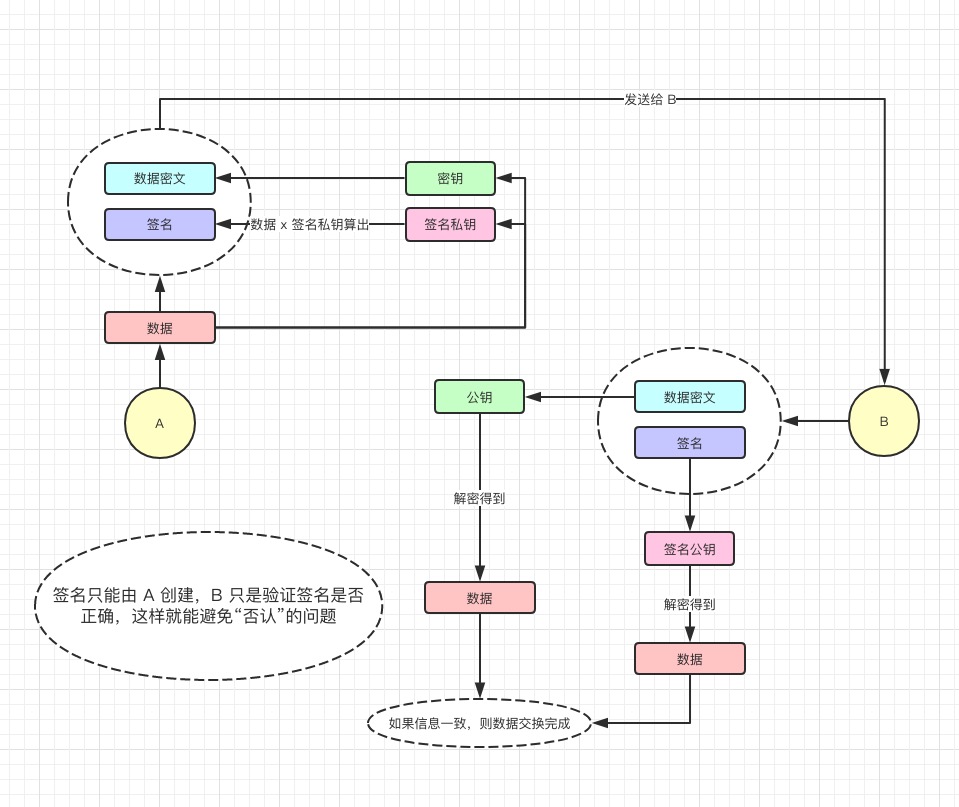 发送给 B
数据密文
密钥
签名
数据 x 签名私钥算出
签名私钥
数据
A
公钥
数据密文
B
签名
解密得到
签名公钥
签名只能由 A 创建，B 只是验证签名是否
正确，这样就能避免“否认”的问题
数据
解密得到
数据
如果信息一致，则数据交换完成